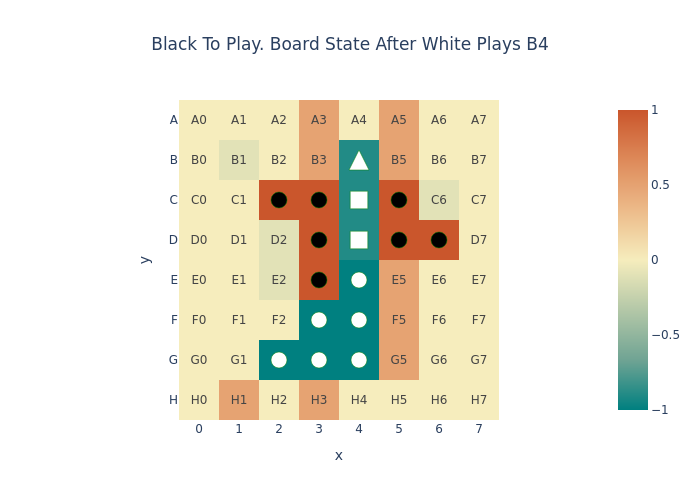 Black To Play. Board State After White Plays B4
A A0 A1 A2 A3 A4 A5 A6 A7
B B0 B1 B2 B3 B5 B6 B7
C C0 C1 C6 C7
D D0 D1 D2 D7
E E0 E1 E2 E5 E6 E7
F F0 F1 F2 F5 F6 F7
G G0 G1 G5 G6 G7
H H0 H1 H2 H3 H4 H5 H6 H7
0 1 2 3 4 5 6 7
x
y
1
0.5
0
−0.5
−1